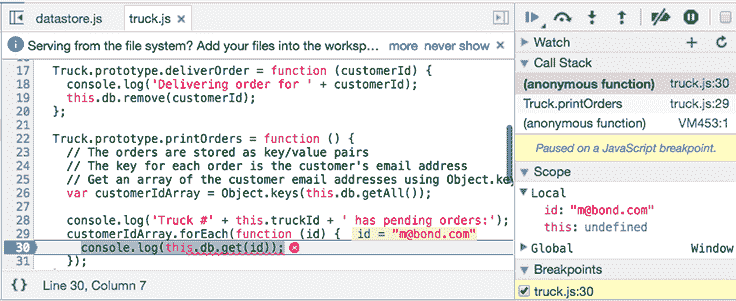 datastore.js truck.js ×
Serving from the file system? Add your files into the worksp... more never show ×
17 Truck.prototype.deliverOrder = function (customerId) {
18 console.log('Delivering order for ' + customerId);
19 this.db.remove(customerId);
20 };
21
22 Truck.prototype.printOrders = function () {
23 // The orders are stored as key/value pairs
24 // The key for each order is the customer's email address
25 // Get an array of the customer email addresses using Object.key
26 var customerIdArray = Object.keys(this.db.getAll());
27
28 console.log('Truck #' + this.truckId + ' has pending orders:');
29 customerIdArray.forEach(function (id) { id = "m@bond.com"
30 console.log(this.db.get(id));
31 });
{} Line 30, Column 7
Watch
Call Stack
(anonymous function) truck.js:30
Truck.printOrders truck.js:29
(anonymous function) VM453:1
Paused on a JavaScript breakpoint.
Scope
Local
id: "m@bond.com"
this: undefined
Global Window
Breakpoints
truck.js:30